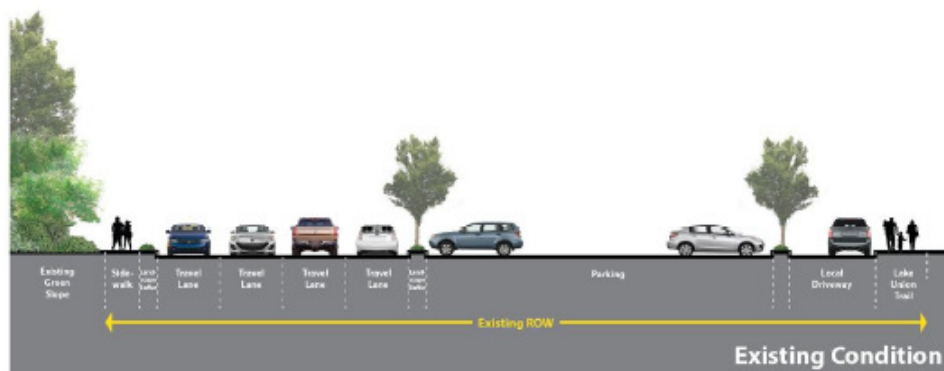 Existing
Green
Slope
Side-
walk
Travel
Lane
Travel
Lane
Travel
Lane
Travel
Lane
Parking
Local
Driveway
Lake
Union
Trail
Existing ROW
Existing Condition